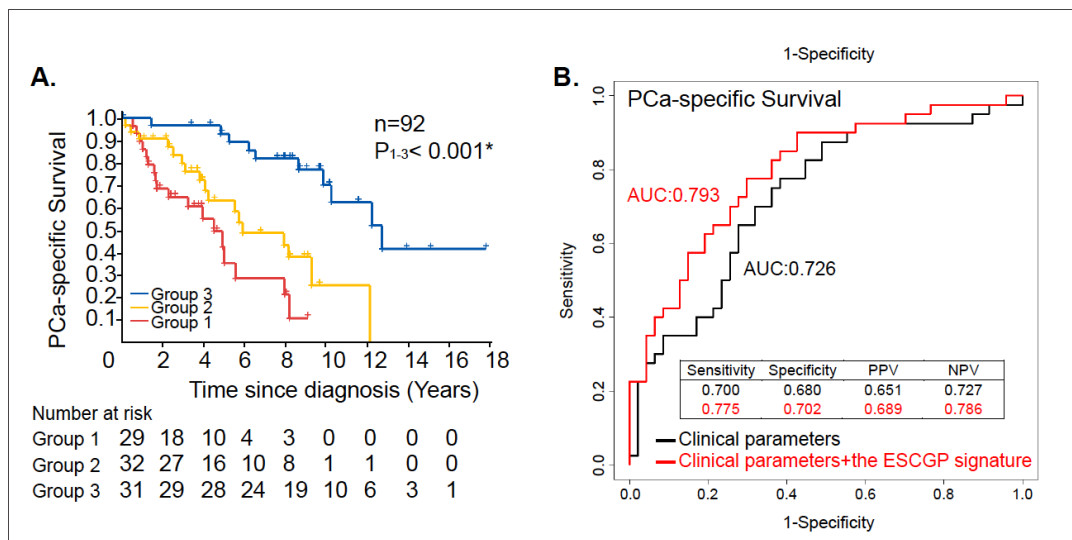 A.
PCa-specific Survival
1.0
0.9
0.8
0.7
0.6
0.5
0.4
0.3
0.2
0.1
n=92
P1-3< 0.001*
Group 3
Group 2
Group 1
0 2 4 6 8 10 12 14 16 18
Time since diagnosis (Years)
Number at risk
Group 1 29 18 10 4 3 0 0 0 0
Group 2 32 27 16 10 8 1 1 0 0
Group 3 31 29 28 24 19 10 6 3 1
1-Specificity
B.
PCa-specific Survival
Sensitivity
1.0
0.8
0.6
0.4
0.2
0.0
AUC:0.793
AUC:0.726
Sensitivity Specificity PPV NPV
0.700 0.680 0.651 0.727
0.775 0.702 0.689 0.786
Clinical parameters
Clinical parameters+the ESCGP signature
0.0 0.2 0.4 0.6 0.8 1.0
1-Specificity